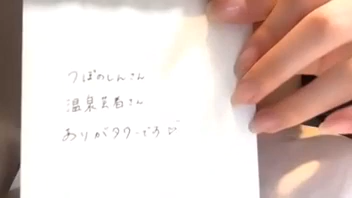 つぼのしんさん
温泉芸者さん
ありがタワーです♡